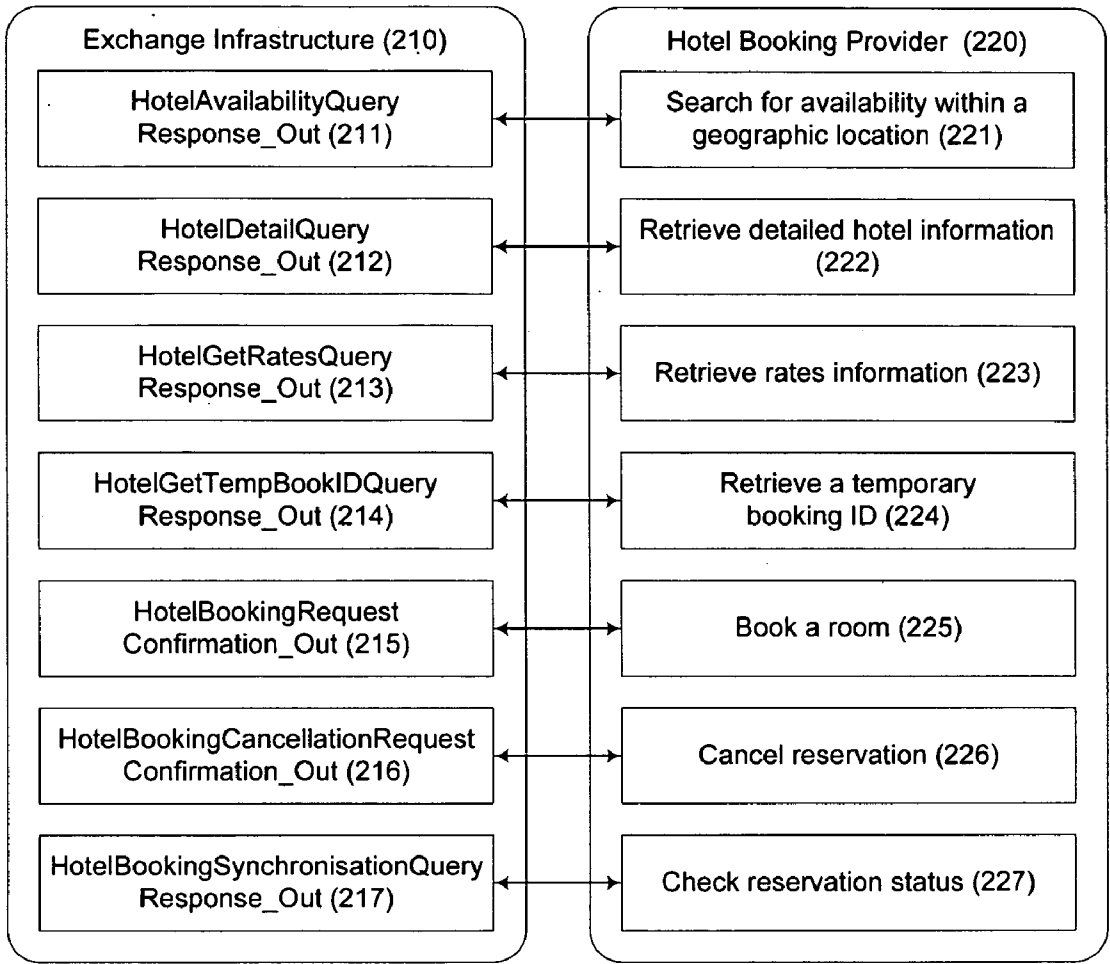 Exchange Infrastructure (210)
HotelAvailabilityQuery
Response_Out (211)
HotelDetailQuery
Response_Out (212)
HotelGetRatesQuery
Response_Out (213)
HotelGetTempBookIDQuery
Response_Out (214)
HotelBookingRequest
Confirmation_Out (215)
HotelBookingCancellationRequest
Confirmation_Out (216)
HotelBookingSynchronisationQuery
Response_Out (217)
Hotel Booking Provider (220)
Search for availability within a
geographic location (221)
Retrieve detailed hotel information
(222)
Retrieve rates information (223)
Retrieve a temporary
booking ID (224)
Book a room (225)
Cancel reservation (226)
Check reservation status (227)